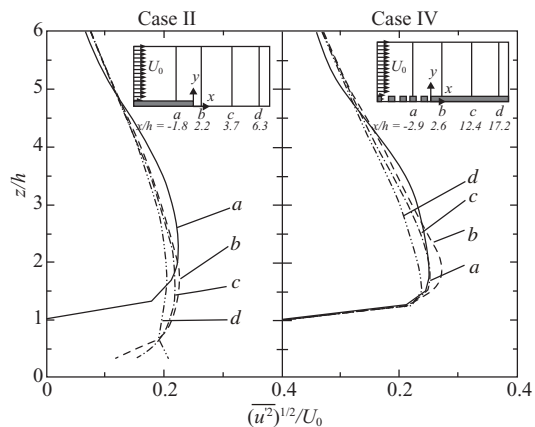 Case II Case IV
6
5
4
3
2
1
0
z/h
U₀
y
x
a b c d
x/h = -1.8 2.2 3.7 6.3
a
b
c
d
U₀
y
x
a b c d
x/h = -2.9 2.6 12.4 17.2
d
c
b
a
0 0.2 0.4 0.2 0.4
(u'²)^1/2/U₀